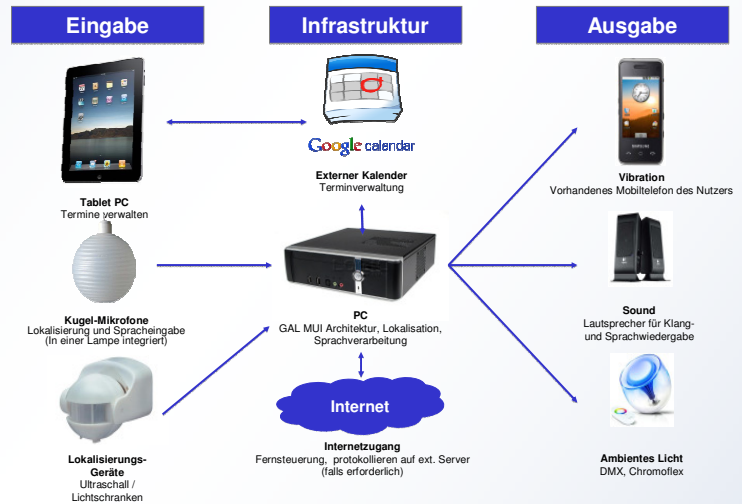 Eingabe
Infrastruktur
Ausgabe
Google calendar
Tablet PC
Termine verwalten
Externer Kalender
Terminverwaltung
SAMSUNG
Vibration
Vorhandenes Mobiltelefon des Nutzers
Kugel-Mikrofone
Lokalisierung und Spracheingabe
(In einer Lampe integriert)
PC
GAL MUI Architektur, Lokalisation,
Sprachverarbeitung
Sound
Lautsprecher für Klang-
und Sprachwiedergabe
Lokalisierungs-
Geräte
Ultraschall /
Lichtschranken
Internet
Internetzugang
Fernsteuerung, protokollieren auf ext. Server
(falls erforderlich)
Ambientes Licht
DMX, Chromoflex